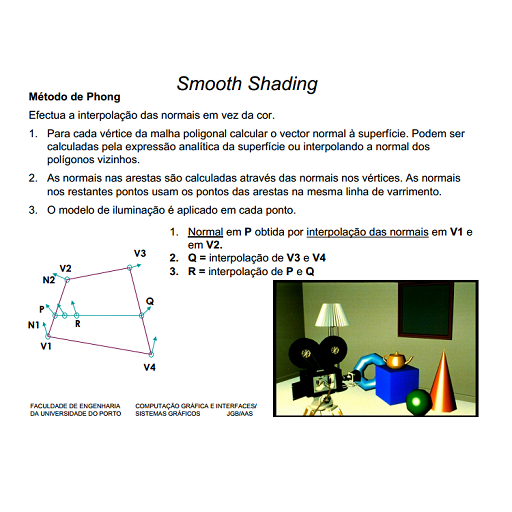 Smooth Shading
Método de Phong
Efectua a interpolação das normais em vez da cor.
1. Para cada vértice da malha poligonal calcular o vector normal à superfície. Podem ser
calculadas pela expressão analítica da superfície ou interpolando a normal dos
polígonos vizinhos.
2. As normais nas arestas são calculadas através das normais nos vértices. As normais
nos restantes pontos usam os pontos das arestas na mesma linha de varrimento.
3. O modelo de iluminação é aplicado em cada ponto.
1. Normal em P obtida por interpolação das normais em V1 e
em V2.
2. Q = interpolação de V3 e V4
3. R = interpolação de P e Q
V3
V2
N2
Q
P
R
N1
V1
V4
FACULDADE DE ENGENHARIA
DA UNIVERSIDADE DO PORTO
COMPUTAÇÃO GRÁFICA E INTERFACES/
SISTEMAS GRÁFICOS JGB/AAS